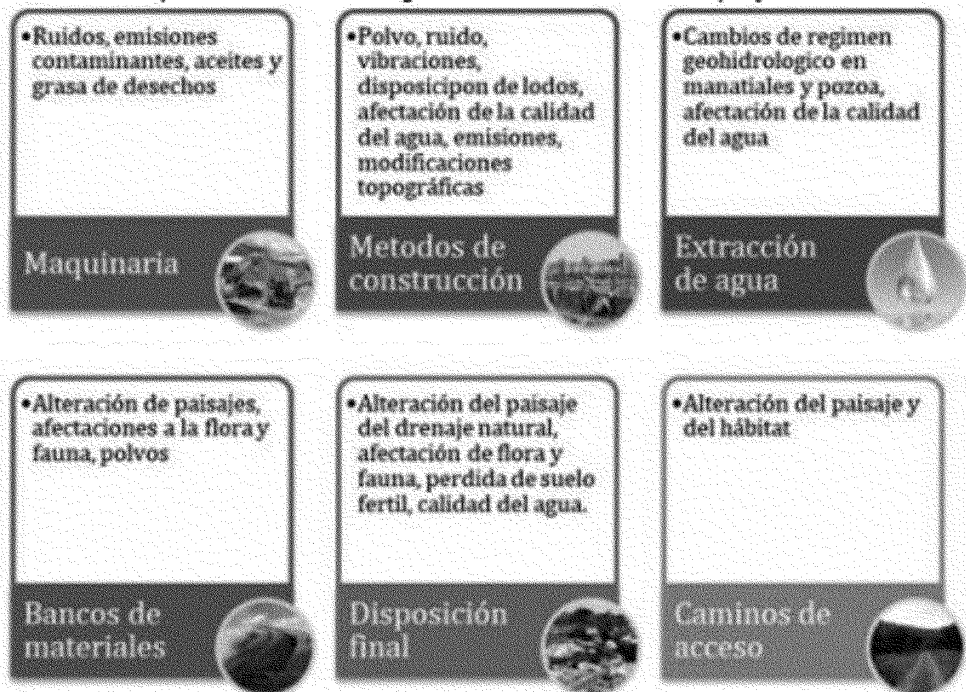 •Ruidos, emisiones
contaminantes, aceites y
grasa de desechos
Maquinaria
•Polvo, ruido,
vibraciones,
disposicipon de lodos,
afectación de la calidad
del agua, emisiones,
modificaciones
topográficas
Metodos de
construcción
•Cambios de regimen
geohidrologico en
manatiales y pozoa,
afectación de la calidad
del agua
Extracción
de agua
•Alteración de paisajes,
afectaciones a la flora y
fauna, polvos
Bancos de
materiales
•Alteración del paisaje
del drenaje natural,
afectación de flora y
fauna, perdida de suelo
fertil, calidad del agua.
Disposición
final
•Alteración del paisaje y
del hábitat
Caminos de
acceso